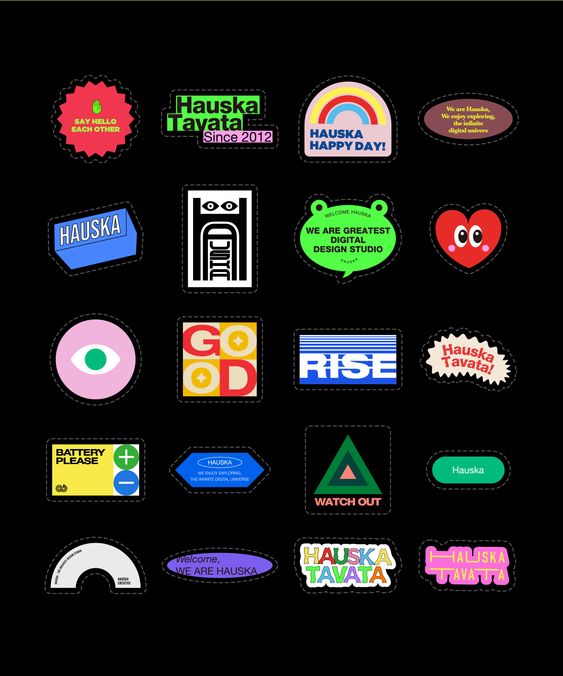 SAY HELLO
EACH OTHER
Hauska
Tavata
Since 2012
HAUSKA
HAPPY DAY!
We are Hauska,
We enjoy exploring,
the infinite
digital univers
HAUSKA
WELCOME HAUSKA
WE ARE GREATEST
DIGITAL
DESIGN STUDIO
HAUSKA
GO
OD
RISE
Hauska
Tavata!
BATTERY
PLEASE
HAUSKA
WE ENJOY EXPLORING,
THE INFINITE DIGITAL UNIVERSE
WATCH OUT
Hauska
HAUSKA
CREATIVE
Welcome,
WE ARE HAUSKA
HAUSKA
TAVATA
HAUSKA
TAVATA